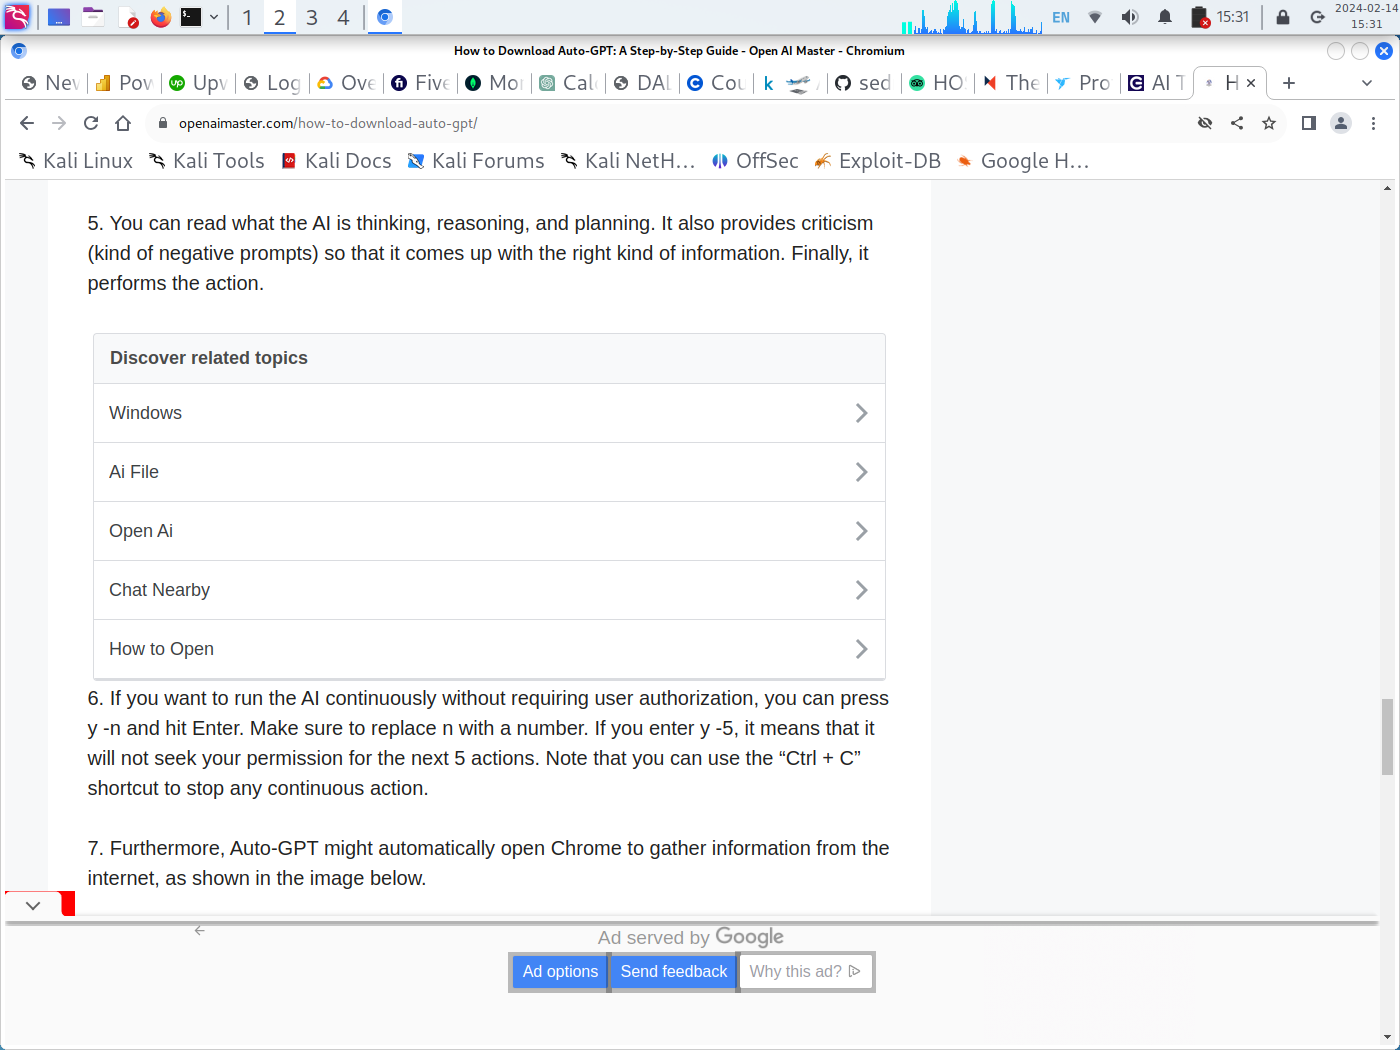 1 2 3 4
EN
15:31
2024-02-14
15:31
How to Download Auto-GPT: A Step-by-Step Guide - Open AI Master - Chromium
Nev Pow Upv Log Ove Five Mor Calc DAL Cou sed HO The Pro AI T H
openaimaster.com/how-to-download-auto-gpt/
Kali Linux Kali Tools Kali Docs Kali Forums Kali NetH... OffSec Exploit-DB Google H...
5. You can read what the AI is thinking, reasoning, and planning. It also provides criticism
(kind of negative prompts) so that it comes up with the right kind of information. Finally, it
performs the action.
Discover related topics
Windows
Ai File
Open Ai
Chat Nearby
How to Open
6. If you want to run the AI continuously without requiring user authorization, you can press
y -n and hit Enter. Make sure to replace n with a number. If you enter y -5, it means that it
will not seek your permission for the next 5 actions. Note that you can use the “Ctrl + C”
shortcut to stop any continuous action.
7. Furthermore, Auto-GPT might automatically open Chrome to gather information from the
internet, as shown in the image below.
Ad served by Google
Ad options Send feedback Why this ad?